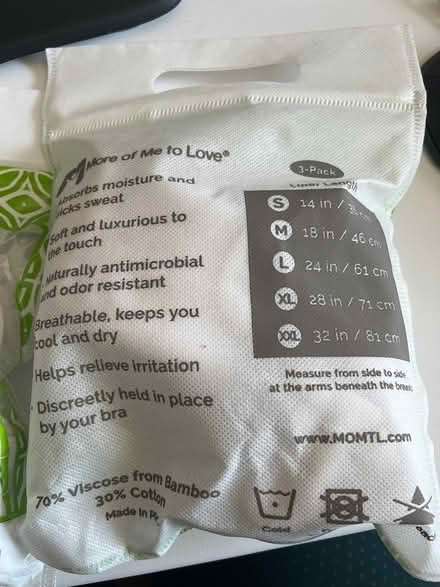 More of Me to Love®
Absorbs moisture and
wicks sweat
Soft and luxurious to
the touch
Naturally antimicrobial
and odor resistant
Breathable, keeps you
cool and dry
Helps relieve irritation
Discreetly held in place
by your bra
70% Viscose from Bamboo
30% Cotton
Made in
3-Pack
Liner Length
S 14 in /
M 18 in / 46 cm
L 24 in / 61 cm
XL 28 in / 71 cm
XXL 32 in / 81 cm
Measure from side to side
at the arms beneath the
www.MOMTL.com
Cold